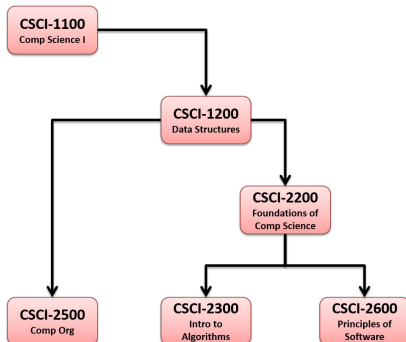 CSCI-1100
Comp Science I
CSCI-1200
Data Structures
CSCI-2200
Foundations of
Comp Science
CSCI-2500
Comp Org
CSCI-2300
Intro to
Algorithms
CSCI-2600
Principles of
Software